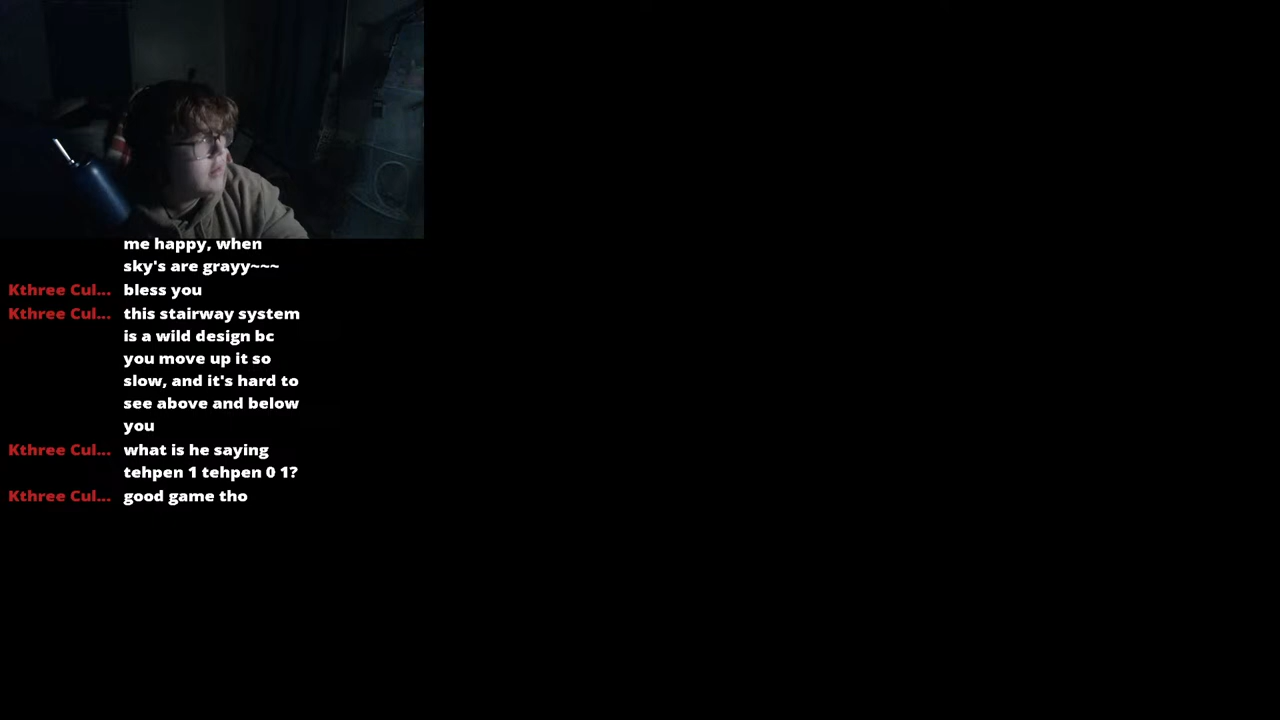 me happy, when
sky's are grayy~~~
Kthree Cul... bless you
Kthree Cul... this stairway system
is a wild design bc
you move up it so
slow, and it's hard to
see above and below
you
Kthree Cul... what is he saying
tehpen 1 tehpen 0 1?
Kthree Cul... good game tho